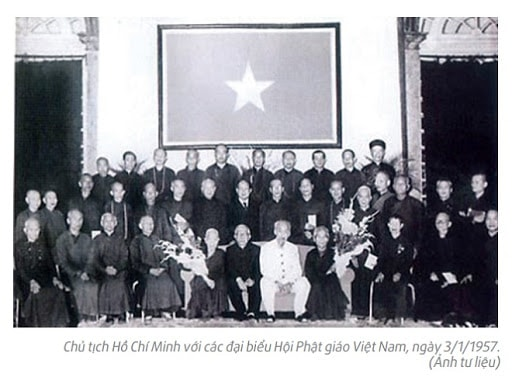 Chủ tịch Hồ Chí Minh với các đại biểu Hội Phật giáo Việt Nam, ngày 3/1/1957.
(Ảnh tư liệu)